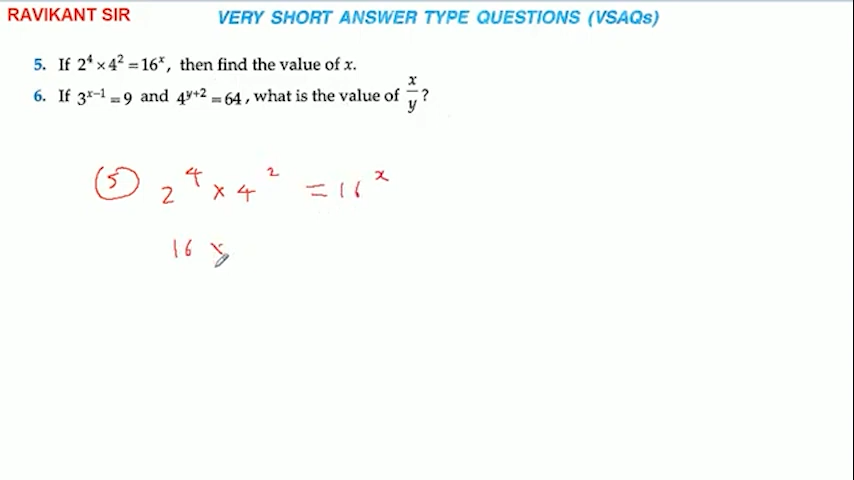 RAVIKANT SIR
VERY SHORT ANSWER TYPE QUESTIONS (VSAQs)
5. If 2⁴ × 4² = 16ˣ, then find the value of x.
6. If 3ˣ⁻¹ = 9 and 4ʸ⁺² = 64, what is the value of x/y?
(5) 2⁴ × 4² = 16ˣ
16 ×